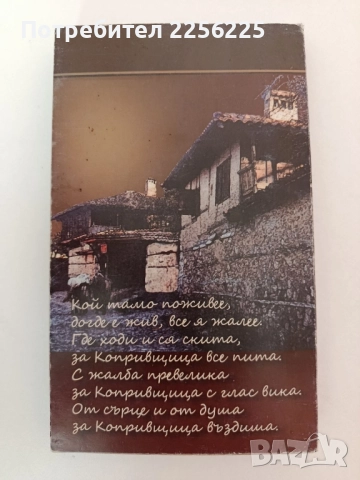 Потребител 2256225
Кой тамо поживее,
догде е жив, все я жалее.
Где ходи и ся скита,
за Копривщица все пита.
С жалба превелика
за Копривщица с глас вика.
От сърце и от душа
за Копривщица въздиша.
BAZAR